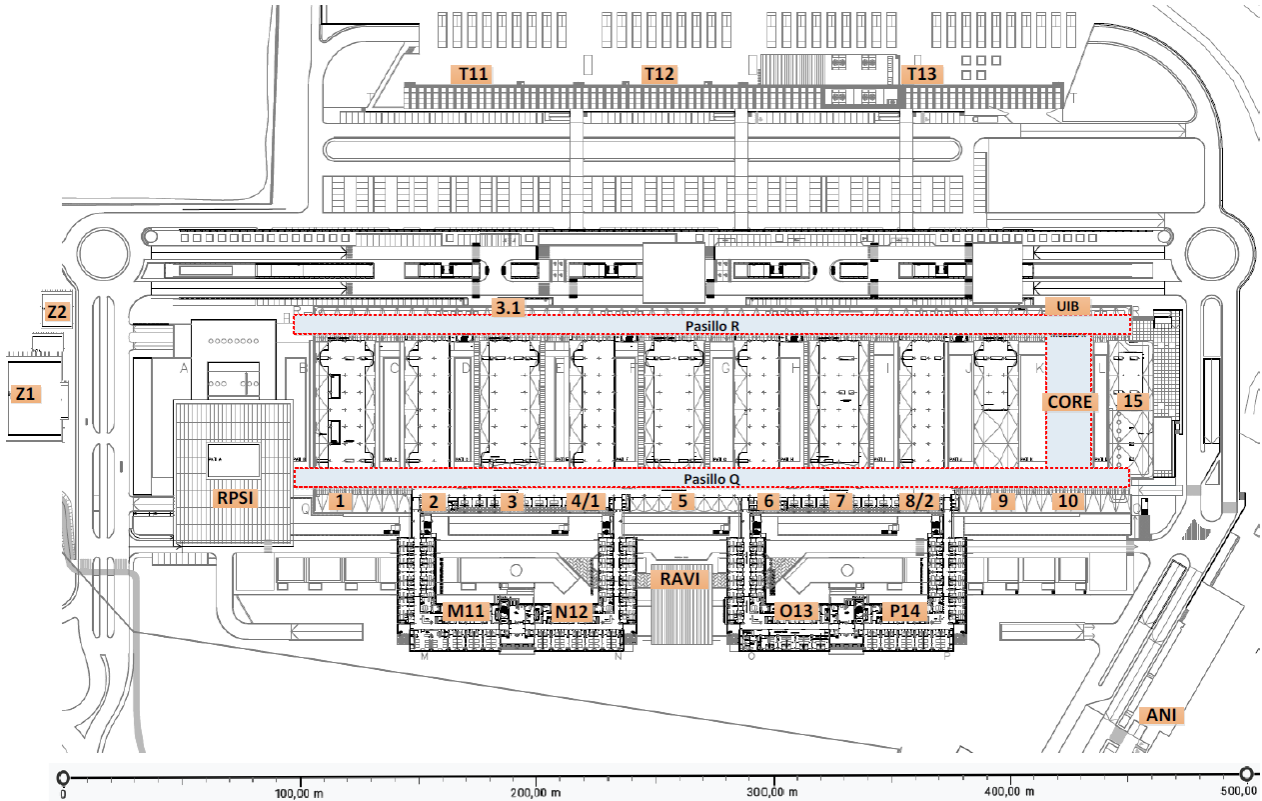 T11 T12 T13
T T
Z2
3.1 UIB
R R
Pasillo R
A B C D E F G H I J K L
Z1
CORE 15
Pasillo Q
RPSI
1 2 3 4/1 5 6 7 8/2 9 10
Q Q
RAVI
M11 N12 O13 P14
M N O P
ANI
0 100,00 m 200,00 m 300,00 m 400,00 m 500,00